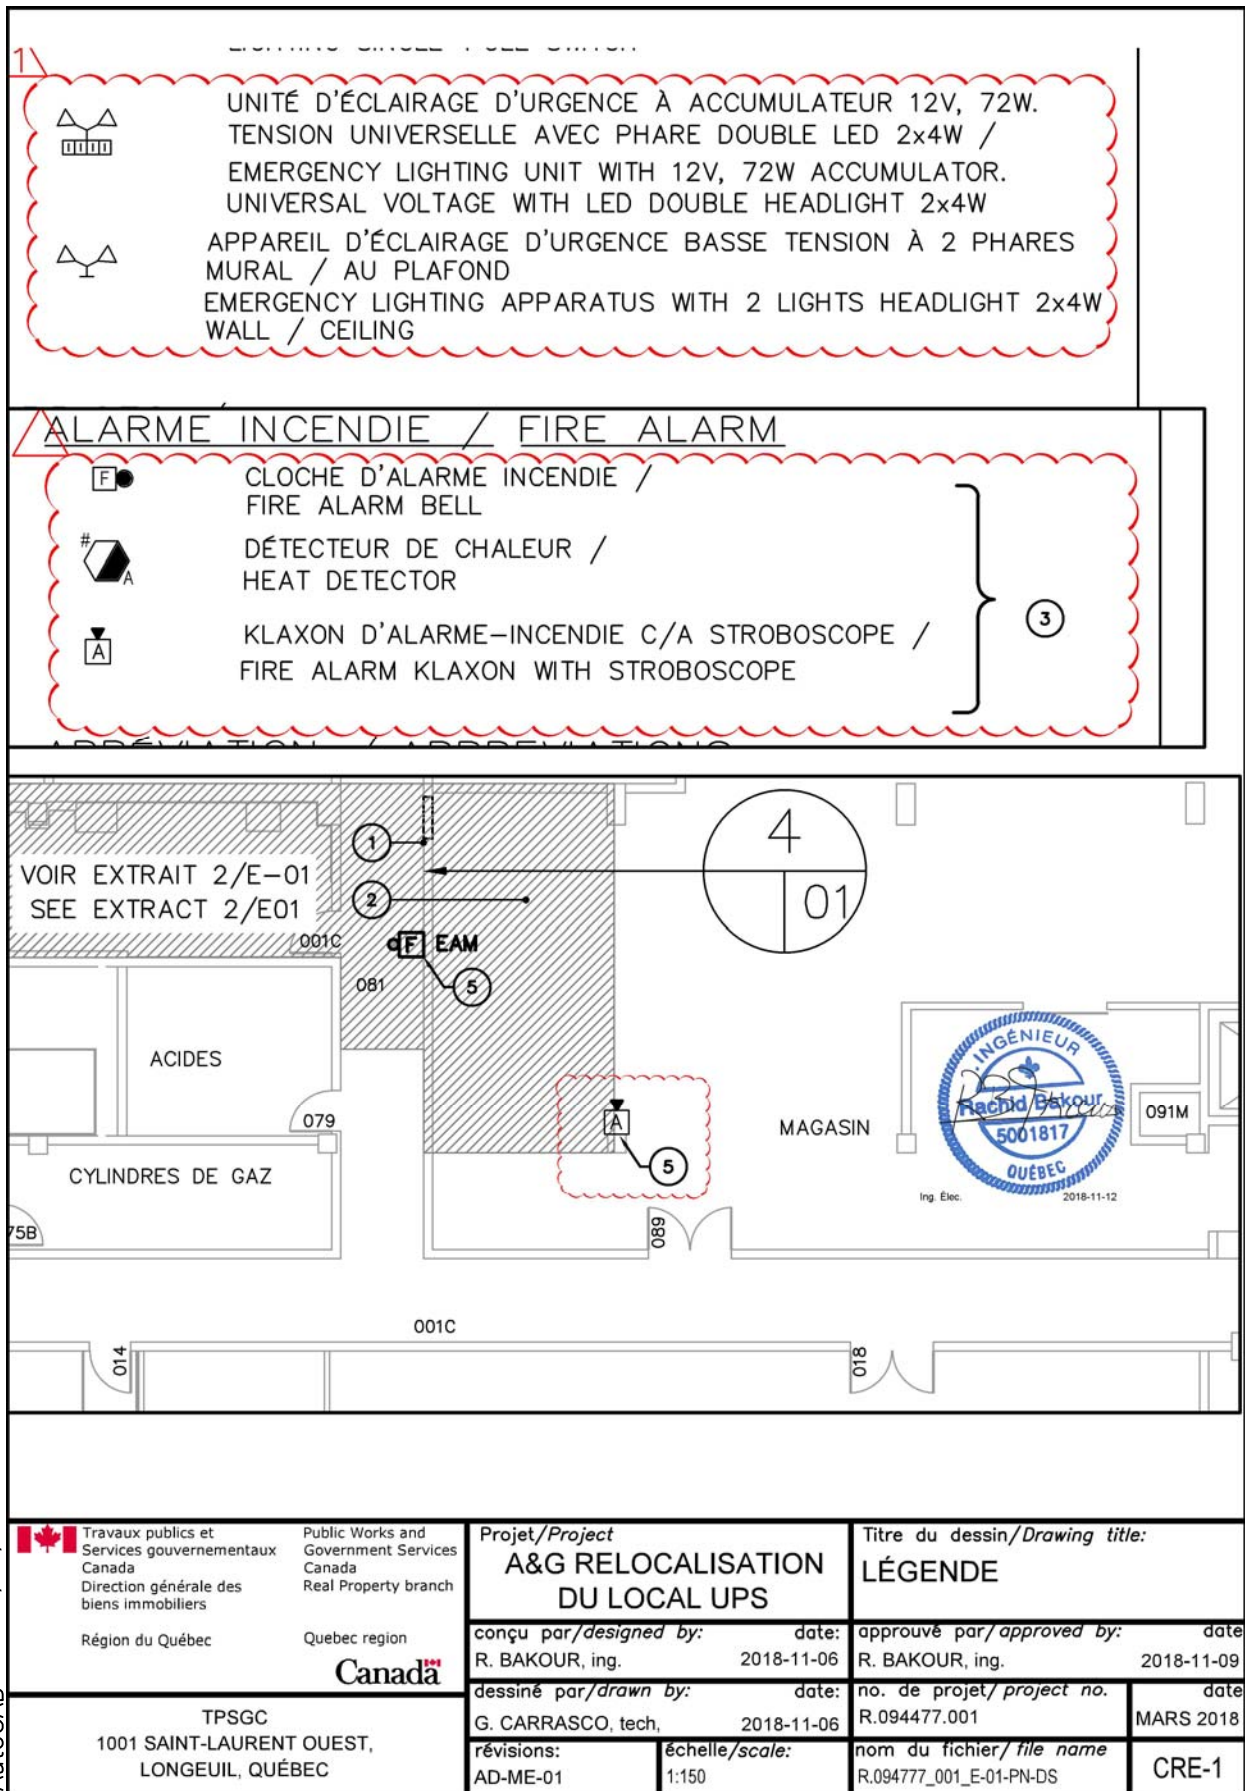 1
UNITÉ D'ÉCLAIRAGE D'URGENCE À ACCUMULATEUR 12V, 72W.
TENSION UNIVERSELLE AVEC PHARE DOUBLE LED 2x4W /
EMERGENCY LIGHTING UNIT WITH 12V, 72W ACCUMULATOR.
UNIVERSAL VOLTAGE WITH LED DOUBLE HEADLIGHT 2x4W
APPAREIL D'ÉCLAIRAGE D'URGENCE BASSE TENSION À 2 PHARES
MURAL / AU PLAFOND
EMERGENCY LIGHTING APPARATUS WITH 2 LIGHTS HEADLIGHT 2x4W
WALL / CEILING
ALARME INCENDIE / FIRE ALARM
F
CLOCHE D'ALARME INCENDIE /
FIRE ALARM BELL
# A
DÉTECTEUR DE CHALEUR /
HEAT DETECTOR
3
A
KLAXON D'ALARME-INCENDIE C/A STROBOSCOPE /
FIRE ALARM KLAXON WITH STROBOSCOPE
VOIR EXTRAIT 2/E-01
SEE EXTRACT 2/E01
1
2
4
01
001C
F EAM
081
5
ACIDES
079
CYLINDRES DE GAZ
75B
A
5
MAGASIN
089
INGÉNIEUR
Rachid Bakour
5001817
QUÉBEC
Ing. Élec.
2018-11-12
091M
001C
014
018
Travaux publics et
Services gouvernementaux
Canada
Direction générale des
biens immobiliers
Région du Québec
Public Works and
Government Services
Canada
Real Property branch
Quebec region
Canada
TPSGC
1001 SAINT-LAURENT OUEST,
LONGEUIL, QUÉBEC
Projet/Project
A&G RELOCALISATION
DU LOCAL UPS
Titre du dessin/Drawing title:
LÉGENDE
conçu par/designed by: date:
R. BAKOUR, ing. 2018-11-06
approuvé par/approved by: date
R. BAKOUR, ing. 2018-11-09
dessiné par/drawn by: date:
G. CARRASCO, tech, 2018-11-06
no. de projet/ project no.
R.094477.001
date
MARS 2018
révisions:
AD-ME-01
échelle/scale:
1:150
nom du fichier/ file name
R.094777_001_E-01-PN-DS
CRE-1